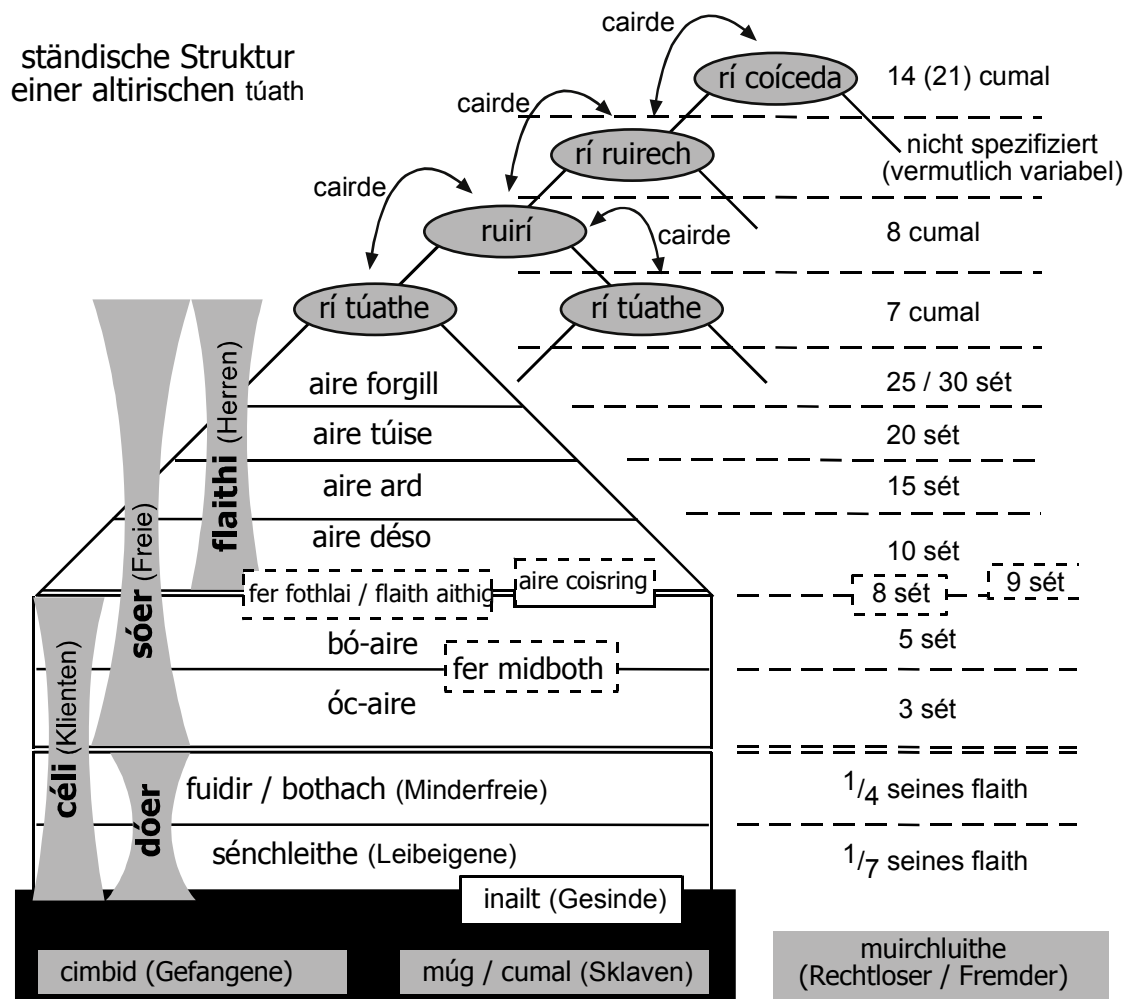 ständische Struktur
einer altirischen túath
cairde
rí coíceda
14 (21) cumal
cairde
rí ruirech
nicht spezifiziert
(vermutlich variabel)
cairde
ruirí
cairde
8 cumal
rí túathe
rí túathe
7 cumal
aire forgill
25 / 30 sét
aire túise
20 sét
aire ard
15 sét
aire déso
10 sét
fer fothlai / flaith aithig
aire coisring
8 sét
9 sét
bó-aire
5 sét
fer midboth
óc-aire
3 sét
fuidir / bothach (Minderfreie)
1/4 seines flaith
sénchleithe (Leibeigene)
1/7 seines flaith
inailt (Gesinde)
cimbid (Gefangene)
múg / cumal (Sklaven)
muirchluithe
(Rechtloser / Fremder)
céli (Klienten)
sóer (Freie)
dóer
flaithi (Herren)